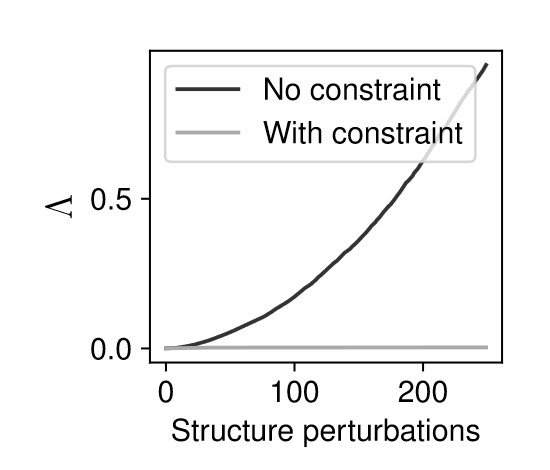 No constraint
With constraint
Λ
0.5
0.0
0 100 200
Structure perturbations